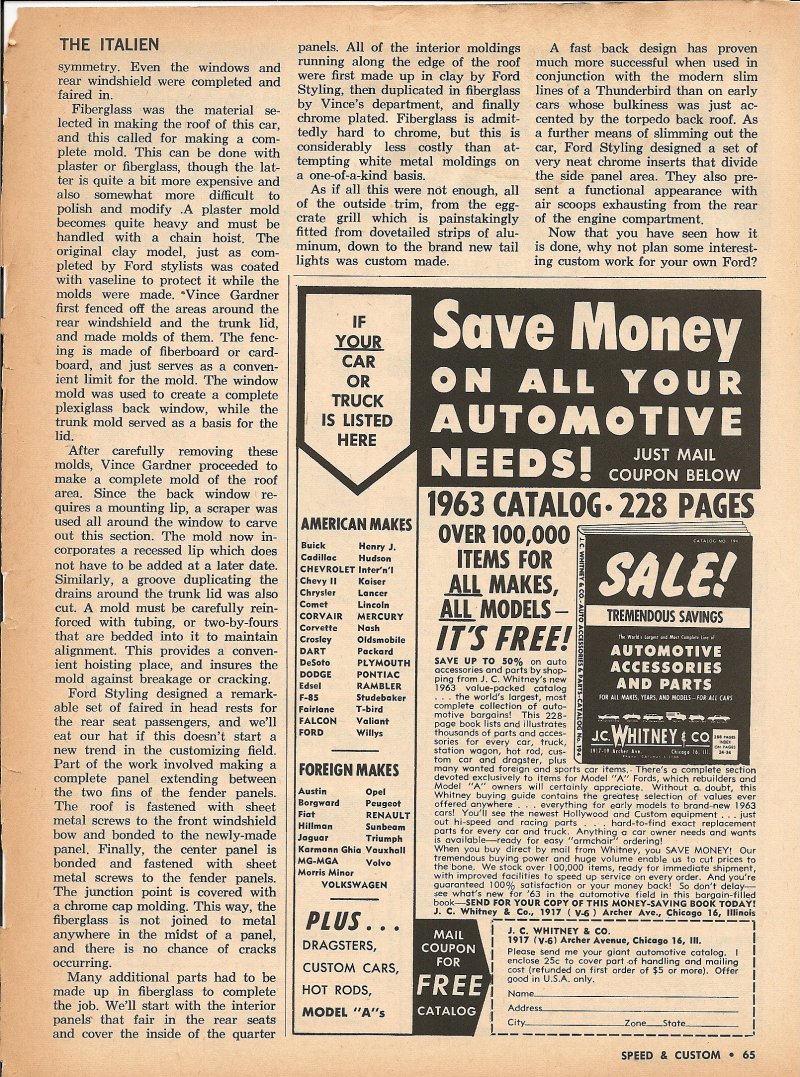 THE ITALIEN
symmetry. Even the windows and
rear windshield were completed and
faired in.
Fiberglass was the material se-
lected in making the roof of this car,
and this called for making a com-
plete mold. This can be done with
plaster or fiberglass, though the lat-
ter is quite a bit more expensive and
also somewhat more difficult to
polish and modify .A plaster mold
becomes quite heavy and must be
handled with a chain hoist. The
original clay model, just as com-
pleted by Ford stylists was coated
with vaseline to protect it while the
molds were made. Vince Gardner
first fenced off the areas around the
rear windshield and the trunk lid,
and made molds of them. The fenc-
ing is made of fiberboard or card-
board, and just serves as a conven-
ient limit for the mold. The window
mold was used to create a complete
plexiglass back window, while the
trunk mold served as a basis for the
lid.
After carefully removing these
molds, Vince Gardner proceeded to
make a complete mold of the roof
area. Since the back window re-
quires a mounting lip, a scraper was
used all around the window to carve
out this section. The mold now in-
corporates a recessed lip which does
not have to be added at a later date.
Similarly, a groove duplicating the
drains around the trunk lid was also
cut. A mold must be carefully rein-
forced with tubing, or two-by-fours
that are bedded into it to maintain
alignment. This provides a conven-
ient hoisting place, and insures the
mold against breakage or cracking.
Ford Styling designed a remark-
able set of faired in head rests for
the rear seat passengers, and we'll
eat our hat if this doesn't start a
new trend in the customizing field.
Part of the work involved making a
complete panel extending between
the two fins of the fender panels.
The roof is fastened with sheet
metal screws to the front windshield
bow and bonded to the newly-made
panel. Finally, the center panel is
bonded and fastened with sheet
metal screws to the fender panels.
The junction point is covered with
a chrome cap molding. This way, the
fiberglass is not joined to metal
anywhere in the midst of a panel,
and there is no chance of cracks
occurring.
Many additional parts had to be
made up in fiberglass to complete
the job. We'll start with the interior
panels that fair in the rear seats
and cover the inside of the quarter
panels. All of the interior moldings
running along the edge of the roof
were first made up in clay by Ford
Styling, then duplicated in fiberglass
by Vince's department, and finally
chrome plated. Fiberglass is admit-
tedly hard to chrome, but this is
considerably less costly than at-
tempting white metal moldings on
a one-of-a-kind basis.
As if all this were not enough, all
of the outside trim, from the egg-
crate grill which is painstakingly
fitted from dovetailed strips of alu-
minum, down to the brand new tail
lights was custom made.
A fast back design has proven
much more successful when used in
conjunction with the modern slim
lines of a Thunderbird than on early
cars whose bulkiness was just ac-
cented by the torpedo back roof. As
a further means of slimming out the
car, Ford Styling designed a set of
very neat chrome inserts that divide
the side panel area. They also pre-
sent a functional appearance with
air scoops exhausting from the rear
of the engine compartment.
Now that you have seen how it
is done, why not plan some interest-
ing custom work for your own Ford?
IF
YOUR
CAR
OR
TRUCK
IS LISTED
HERE
Save Money
ON ALL YOUR
AUTOMOTIVE
NEEDS!
JUST MAIL
COUPON BELOW
AMERICAN MAKES
Buick
Cadillac
CHEVROLET
Chevy II
Chrysler
Comet
CORVAIR
Corvette
Crosley
DART
DeSoto
DODGE
Edsel
F-85
Fairlane
FALCON
FORD
Henry J.
Hudson
Inter'n'l
Kaiser
Lancer
Lincoln
MERCURY
Nash
Oldsmobile
Packard
PLYMOUTH
PONTIAC
RAMBLER
Studebaker
T-bird
Valiant
Willys
FOREIGN MAKES
Austin
Borgward
Fiat
Hillman
Jaguar
Karmann Ghia
MG-MGA
Morris Minor
Opel
Peugeot
RENAULT
Sunbeam
Triumph
Vauxhall
Volvo
VOLKSWAGEN
PLUS...
DRAGSTERS,
CUSTOM CARS,
HOT RODS,
MODEL "A"s
1963 CATALOG • 228 PAGES
OVER 100,000
ITEMS FOR
ALL MAKES,
ALL MODELS —
IT'S FREE!
J.C. WHITNEY & CO.-AUTO ACCESSORIES & PARTS CATALOG No. 194
CATALOG NO. 194
SALE!
TREMENDOUS SAVINGS
The World's Largest and Most Complete Line of
AUTOMOTIVE
ACCESSORIES
AND PARTS
FOR ALL MAKES, YEARS, AND MODELS—FOR ALL CARS
J.C. WHITNEY & CO
1917-19 Archer Ave. Chicago 16, Ill.
228 PAGES
INDEX
ON PAGES
SAVE UP TO 50% on auto
accessories and parts by shop-
ping from J. C. Whitney's new
1963 value-packed catalog
. . . the world's largest, most
complete collection of auto-
motive bargains! This 228-
page book lists and illustrates
thousands of parts and acces-
sories for every car, truck,
station wagon, hot rod, cus-
tom car and dragster, plus
many wanted foreign and sports car items. There's a complete section
devoted exclusively to items for Model "A" Fords, which rebuilders and
Model "A" owners will certainly appreciate. Without a doubt, this
Whitney buying guide contains the greatest selection of values ever
offered anywhere . . . everything for early models to brand-new 1963
cars! You'll see the newest Hollywood and Custom equipment . . . just
out hi-speed and racing parts . . . hard-to-find exact replacement
parts for every car and truck. Anything a car owner needs and wants
is available—ready for easy "armchair" ordering!
When you buy direct by mail from Whitney, you SAVE MONEY! Our
tremendous buying power and huge volume enable us to cut prices to
the bone. We stock over 100,000 items, ready for immediate shipment,
with improved facilities to speed up service on every order. And you're
guaranteed 100% satisfaction or your money back! So don't delay—
see what's new for '63 in the automotive field in this bargain-filled
book—SEND FOR YOUR COPY OF THIS MONEY-SAVING BOOK TODAY!
J. C. Whitney & Co., 1917 (V-6) Archer Ave., Chicago 16, Illinois
MAIL
COUPON
FOR
FREE
CATALOG
J. C. WHITNEY & CO.
1917 (V-6) Archer Avenue, Chicago 16, Ill.
Please send me your giant automotive catalog. I
enclose 25c to cover part of handling and mailing
cost (refunded on first order of $5 or more). Offer
good in U.S.A. only.
Name
Address
City Zone State
SPEED & CUSTOM • 65